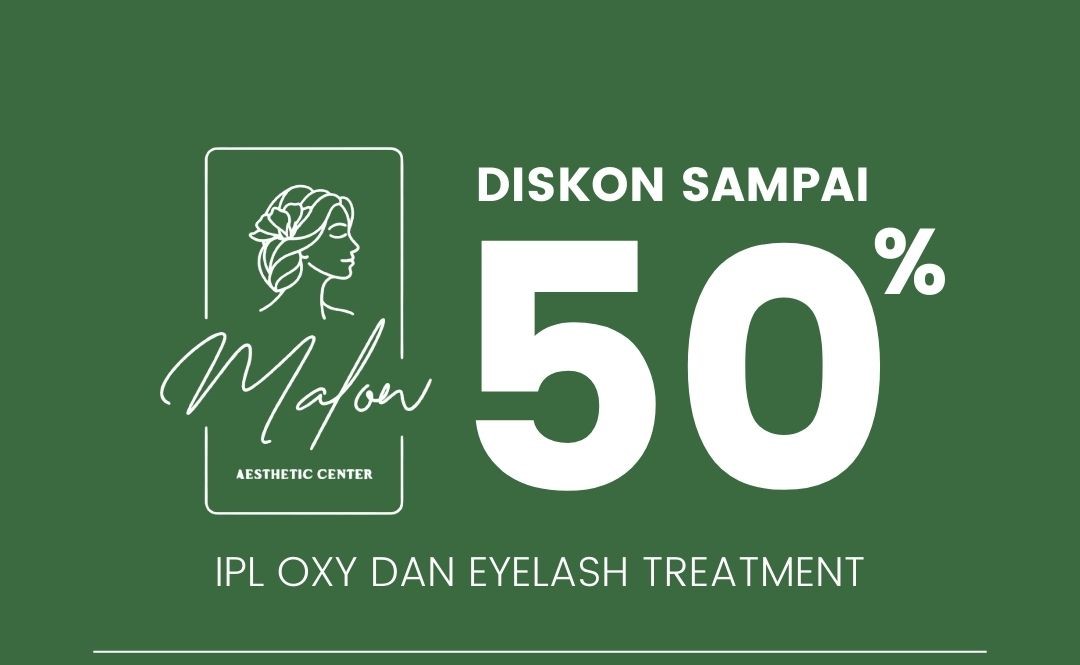 Malon
AESTHETIC CENTER
DISKON SAMPAI
50%
IPL OXY DAN EYELASH TREATMENT